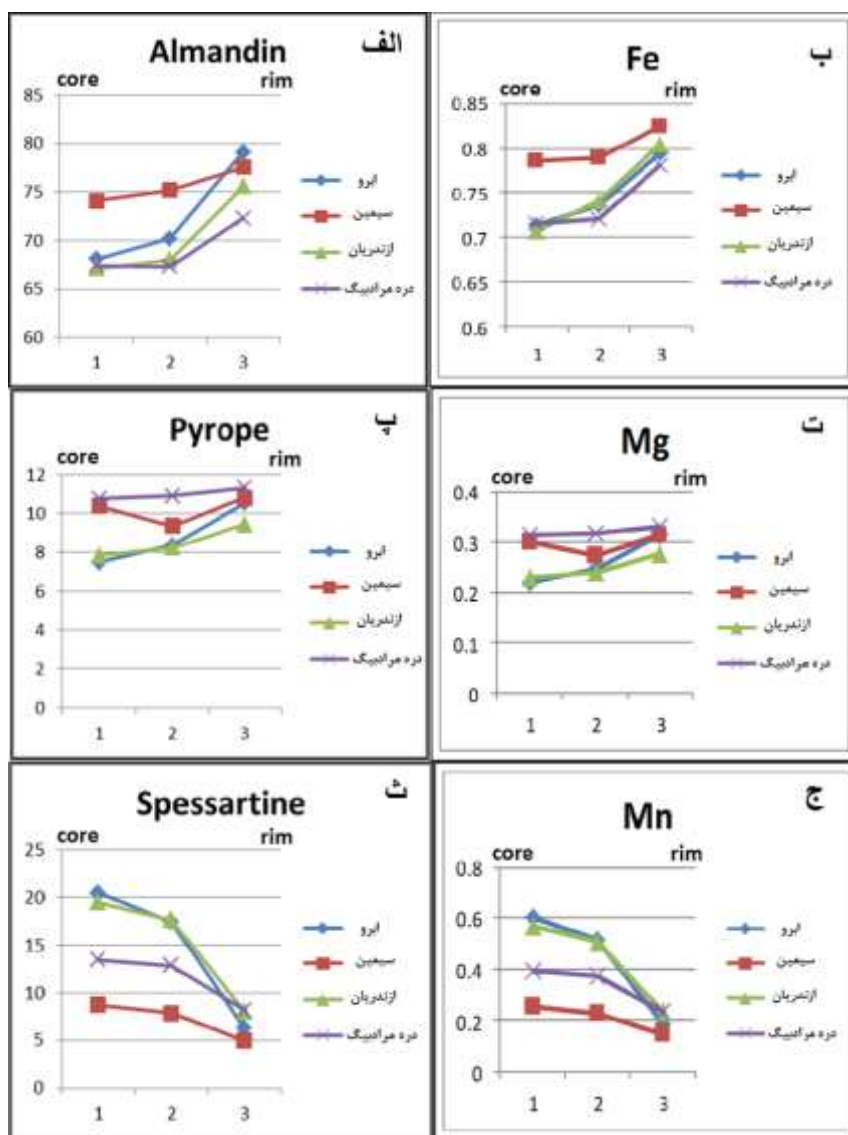 Almandin
الف
core
rim
85
80
75
70
65
60
1
2
3
ابرو
سیمین
ازندریان
دره مرادبیگ
Fe
ب
core
rim
0.85
0.8
0.75
0.7
0.65
0.6
1
2
3
ابرو
سیمین
ازندریان
دره مرادبیگ
Pyrope
پ
core
rim
12
10
8
6
4
2
0
1
2
3
ابرو
سیمین
ازندریان
دره مرادبیگ
Mg
ت
core
rim
0.4
0.3
0.2
0.1
0
1
2
3
ابرو
سیمین
ازندریان
دره مرادبیگ
Spessartine
ث
core
rim
25
20
15
10
5
0
1
2
3
ابرو
سیمین
ازندریان
دره مرادبیگ
Mn
ج
core
rim
0.8
0.6
0.4
0.2
0
1
2
3
ابرو
سیمین
ازندریان
دره مرادبیگ